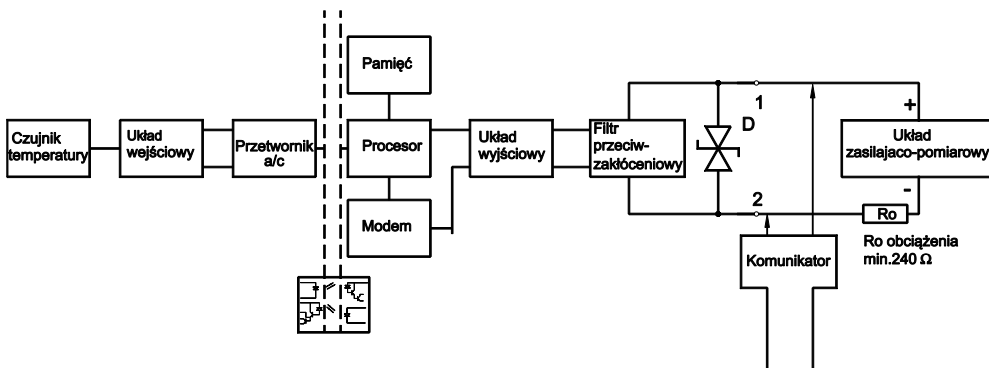 Czujnik
temperatury
Układ
wejściowy
Przetwornik
a/c
Pamięć
Procesor
Modem
Układ
wyjściowy
Filtr
przeciw-
zakłóceniowy
D
1
2
+
Układ
zasilajaco-pomiarowy
-
Ro
Ro obciążenia
min.240 Ω
Komunikator